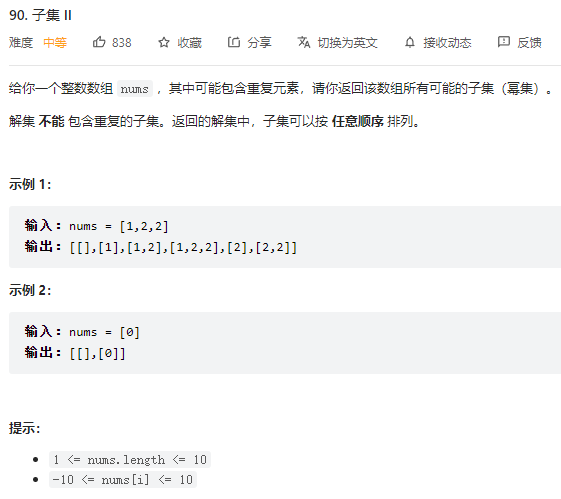 90. 子集 II
难度 中等 838 收藏 分享 切换为英文 接收动态 反馈
给你一个整数数组 nums ，其中可能包含重复元素，请你返回该数组所有可能的子集（幂集）。
解集 不能 包含重复的子集。返回的解集中，子集可以按 任意顺序 排列。
示例 1：
输入：nums = [1,2,2]
输出：[[],[1],[1,2],[1,2,2],[2],[2,2]]
示例 2：
输入：nums = [0]
输出：[[],[0]]
提示：
1 <= nums.length <= 10
-10 <= nums[i] <= 10